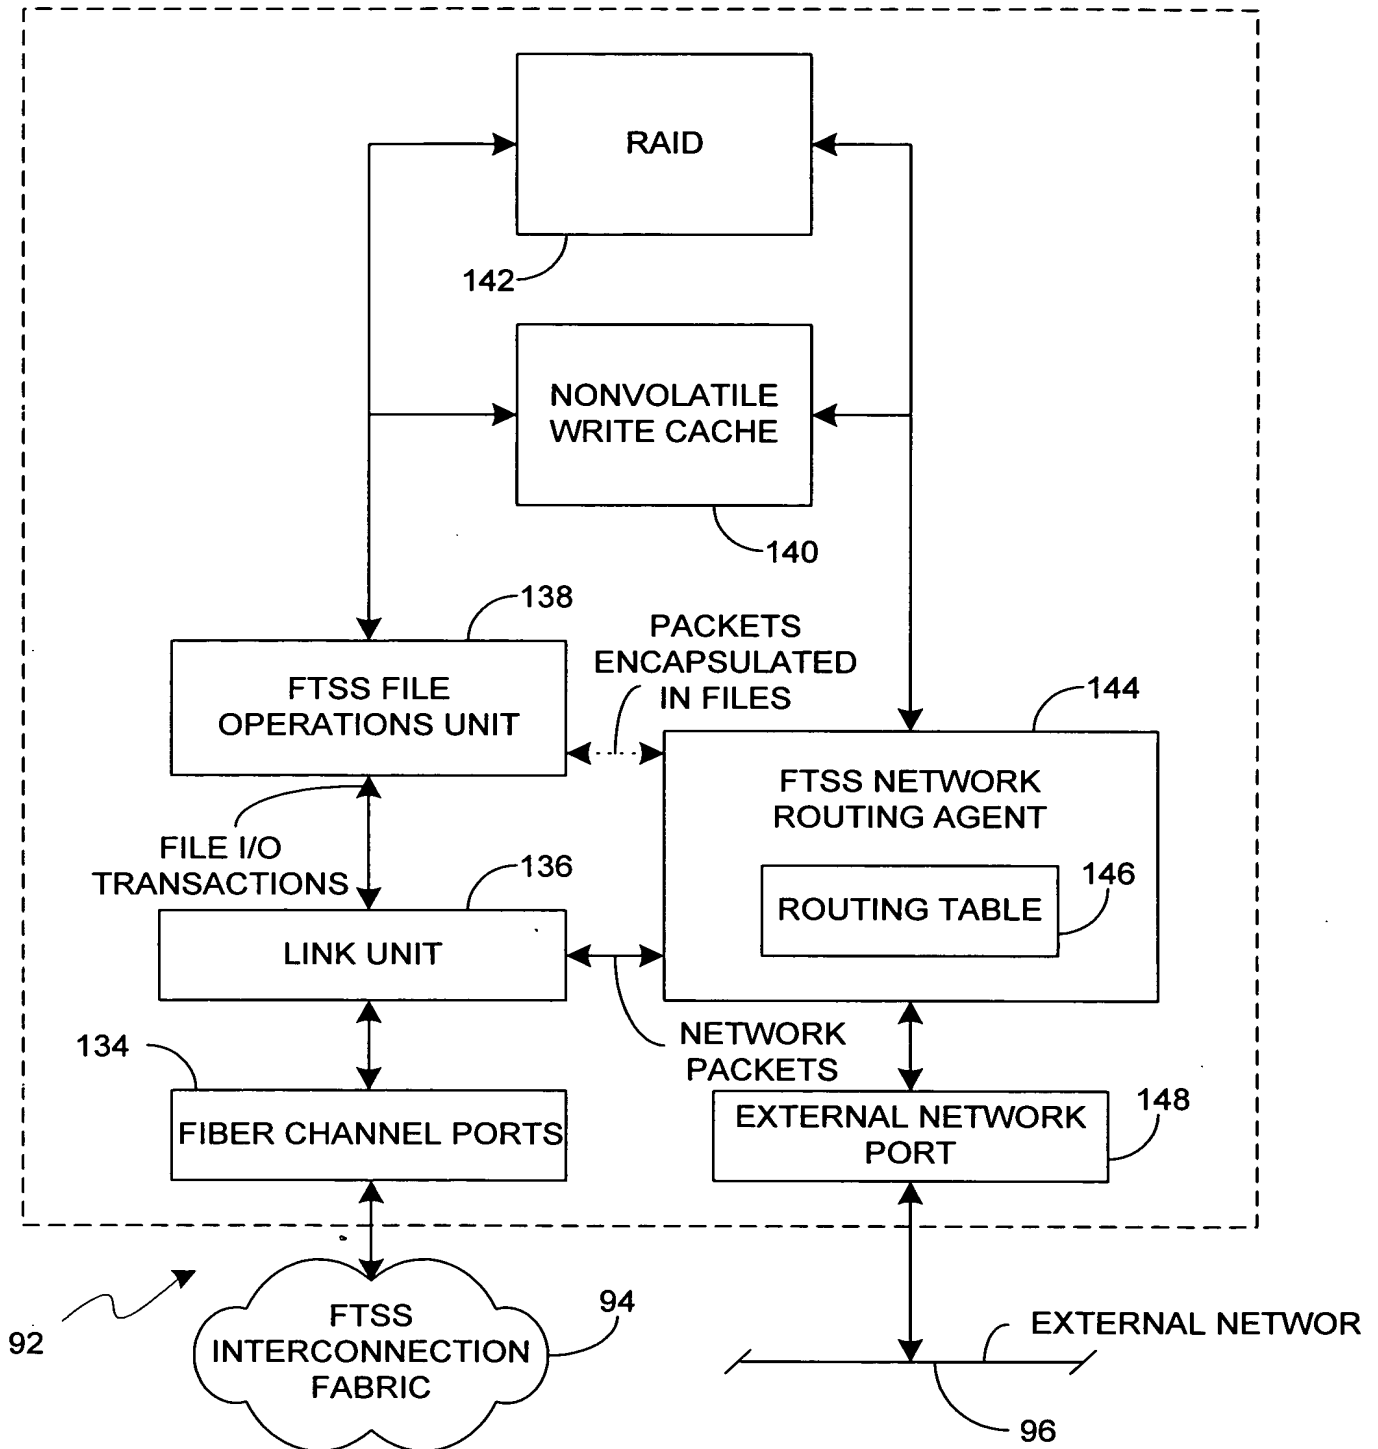 RAID
142
NONVOLATILE
WRITE CACHE
140
138
FTSS FILE
OPERATIONS UNIT
PACKETS
ENCAPSULATED
IN FILES
144
FTSS NETWORK
ROUTING AGENT
FILE I/O
TRANSACTIONS
136
146
ROUTING TABLE
LINK UNIT
134
NETWORK
PACKETS
148
FIBER CHANNEL PORTS
EXTERNAL NETWORK
PORT
92
FTSS
INTERCONNECTION
FABRIC
94
EXTERNAL NETWOR
96